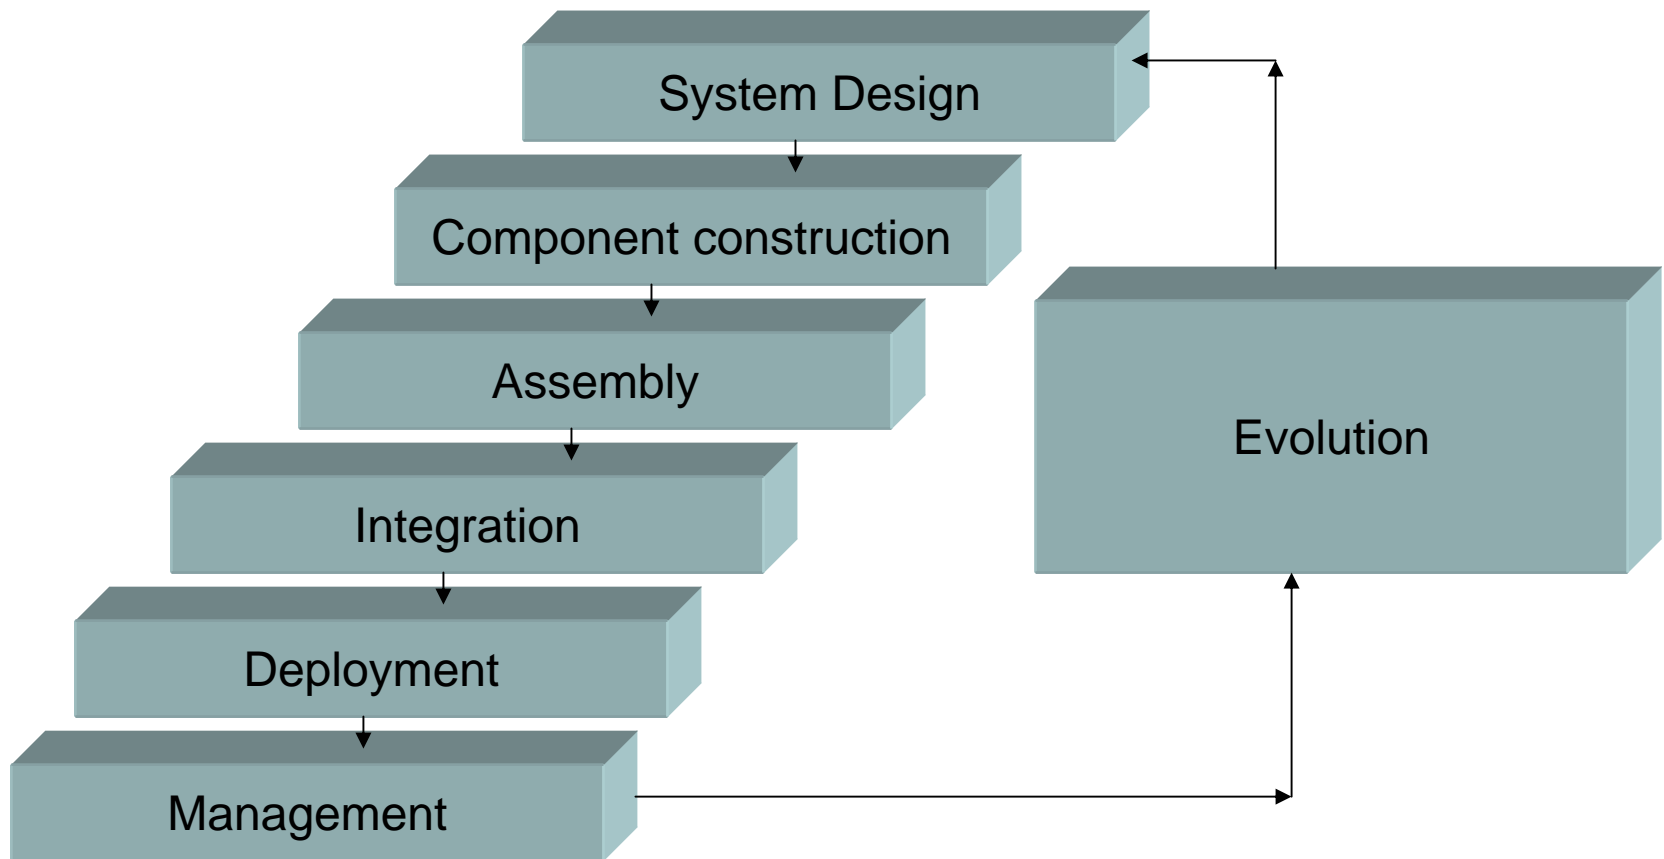 System Design
Component construction
Assembly
Evolution
Integration
Deployment
Management